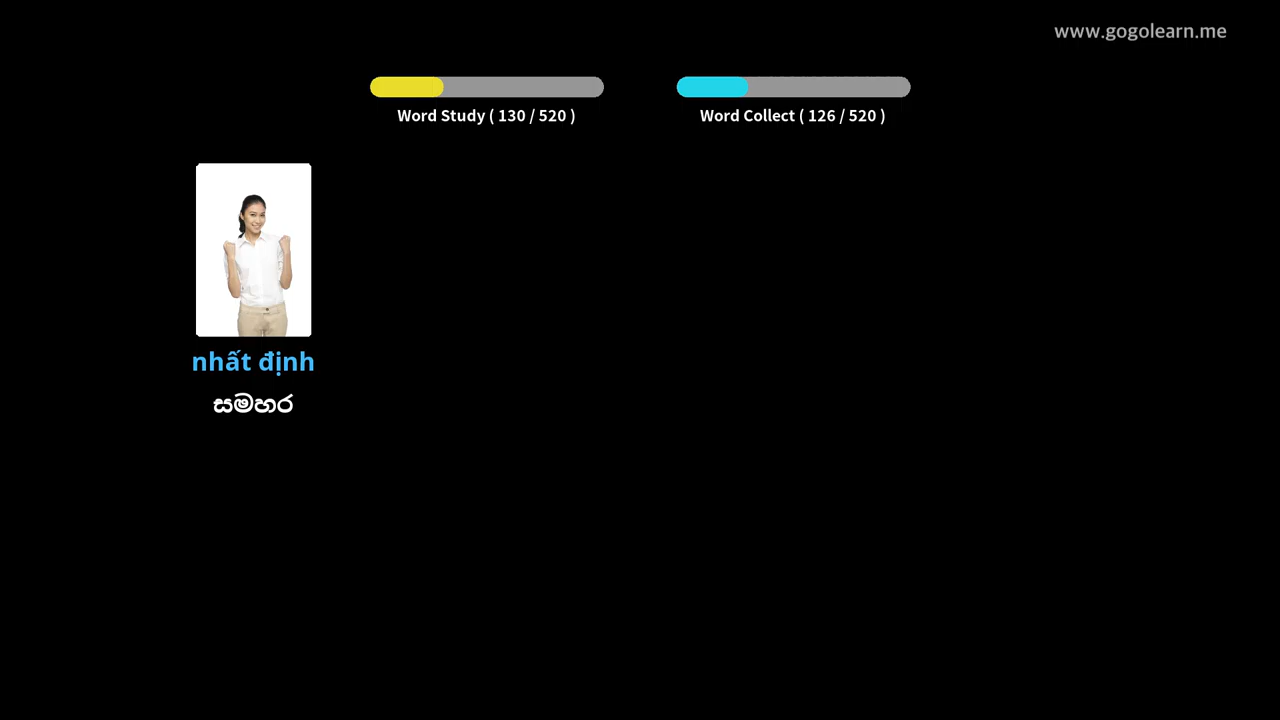 www.gogolearn.me
Word Study ( 130 / 520 )
Word Collect ( 126 / 520 )
nhất định
සමහර